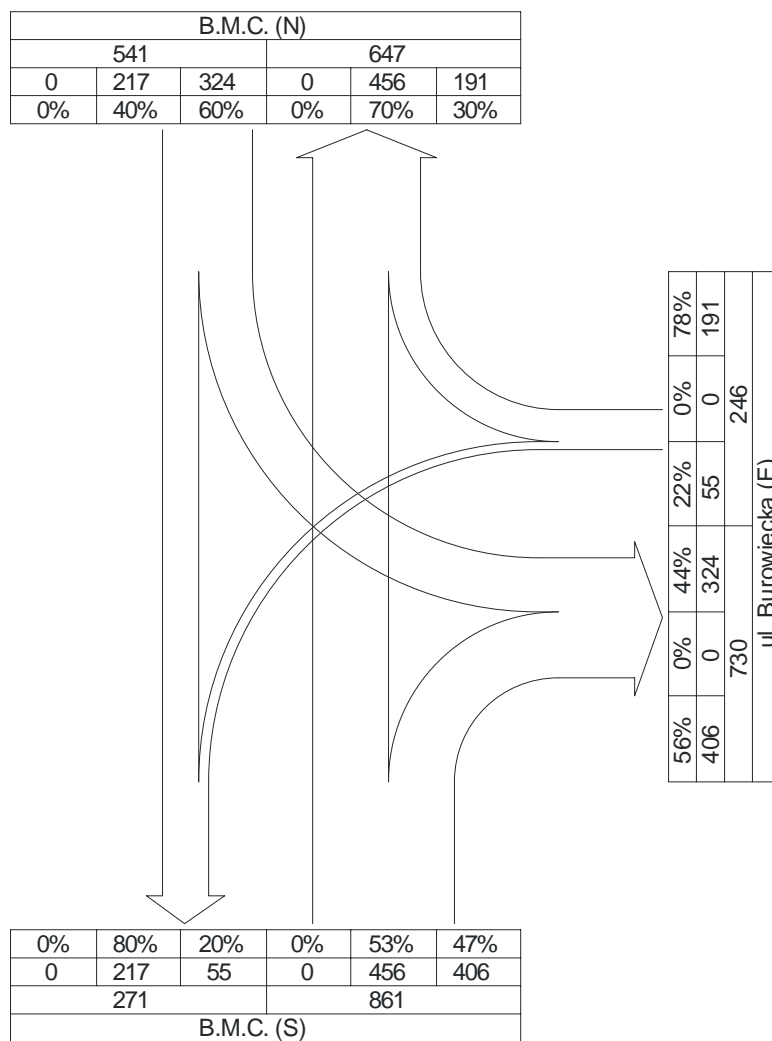 B.M.C. (N)
541 647
0 217 324 0 456 191
0% 40% 60% 0% 70% 30%
78% 191
0% 0
246
22% 55
44% 324
0% 0
730
56% 406
ul. Burowiecka (E)
0% 80% 20% 0% 53% 47%
0 217 55 0 456 406
271 861
B.M.C. (S)